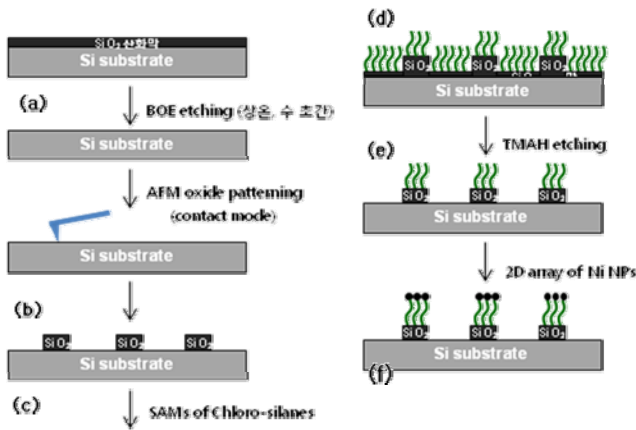 SiO₂ 산화막
Si substrate
(a)
BOE etching (상온, 수 초간)
Si substrate
AFM oxide patterning
(contact mode)
Si substrate
(b)
SiO₂ SiO₂ SiO₂
Si substrate
(c)
SAMs of Chloro-silanes
(d)
SiO₂ SiO₂ SiO₂
Si substrate
(e)
TMAH etching
SiO₂ SiO₂ SiO₂
Si substrate
2D array of Ni NPs
SiO₂ SiO₂ SiO₂
Si substrate
(f)